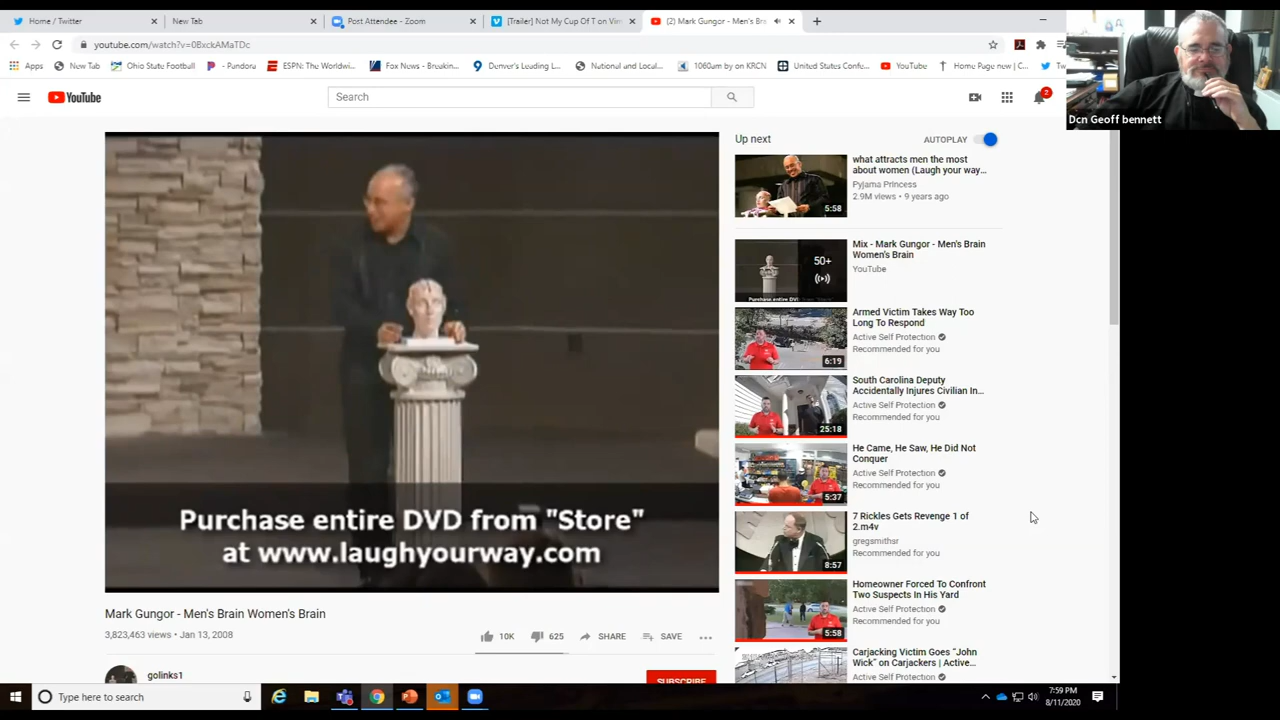 Home / Twitter
New Tab
Post Attendee - Zoom
[Trailer] Not My Cup Of T on Vim
(2) Mark Gungor - Men's Bra
youtube.com/watch?v=0BxckAMaTDc
Apps
New Tab
Ohio State Football
- Pandora
ESPN: The Worldwi...
Fox News - Breakin...
Denver's Leading L...
National and Local...
1060am by on KRCN
United States Confe...
YouTube
Home Page new | C...
Tw
Dcn Geoff bennett
YouTube
Search
2
Up next
AUTOPLAY
what attracts men the most
about women (Laugh your way...
Pyjama Princess
2.9M views • 9 years ago
5:58
Mix - Mark Gungor - Men's Brain
Women's Brain
YouTube
50+
Armed Victim Takes Way Too
Long To Respond
Active Self Protection
Recommended for you
6:19
South Carolina Deputy
Accidentally Injures Civilian In...
Active Self Protection
Recommended for you
25:18
He Came, He Saw, He Did Not
Conquer
Active Self Protection
Recommended for you
5:37
7 Rickles Gets Revenge 1 of
2.m4v
gregsmithsr
Recommended for you
8:57
Homeowner Forced To Confront
Two Suspects In His Yard
Active Self Protection
Recommended for you
5:58
Carjacking Victim Goes "John
Wick" on Carjackers | Active...
Active Self Protection
Purchase entire DVD from "Store"
at www.laughyourway.com
Mark Gungor - Men's Brain Women's Brain
3,823,463 views • Jan 13, 2008
10K
625
SHARE
SAVE
golinks1
SUBSCRIBE
Type here to search
7:59 PM
8/11/2020